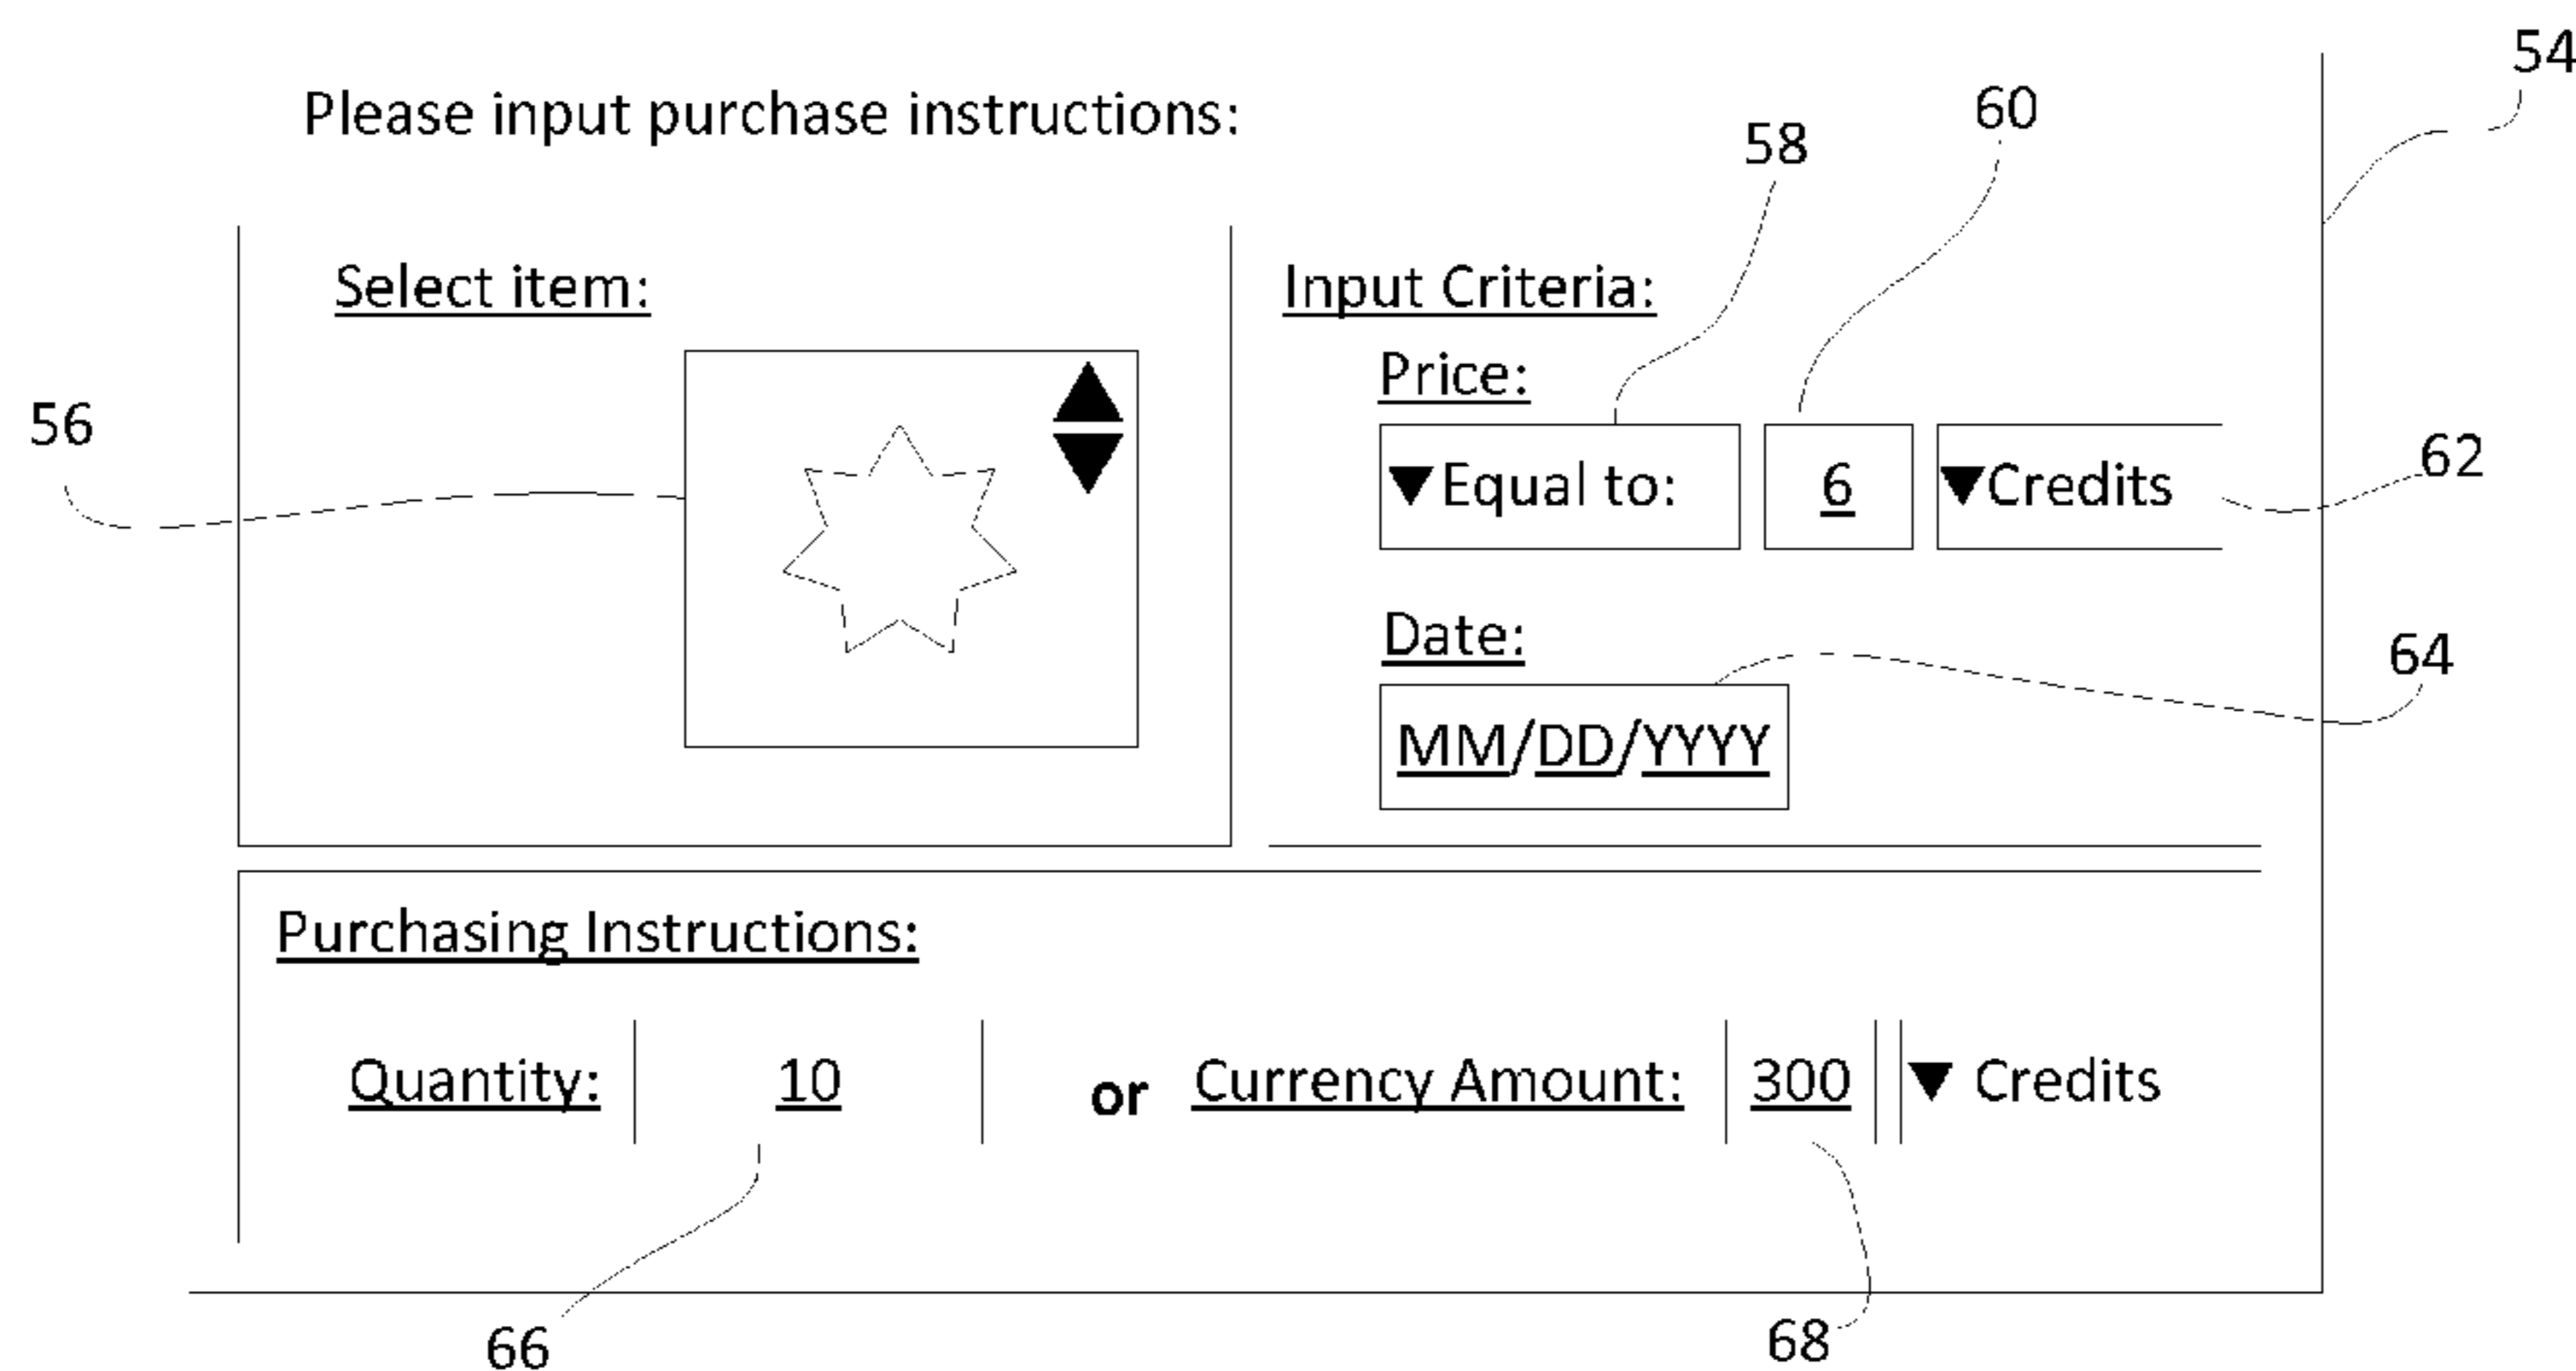 54
Please input purchase instructions:
58
60
Select item:
Input Criteria:
Price:
56
▼Equal to:
6
▼Credits
62
Date:
64
MM/DD/YYYY
Purchasing Instructions:
Quantity: 10 or Currency Amount: 300 ▼ Credits
66
68